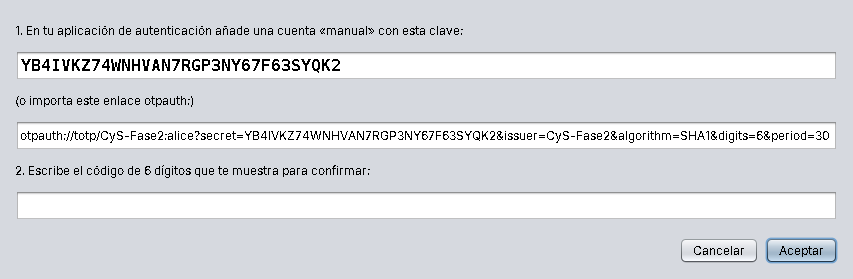 1. En tu aplicación de autenticación añade una cuenta «manual» con esta clave:
YB4IVKZ74WNHVAN7RGP3NY67F63SYQK2
(o importa este enlace otpauth:)
otpauth://totp/CyS-Fase2:alice?secret=YB4IVKZ74WNHVAN7RGP3NY67F63SYQK2&issuer=CyS-Fase2&algorithm=SHA1&digits=6&period=30
2. Escribe el código de 6 dígitos que te muestra para confirmar:
Cancelar Aceptar